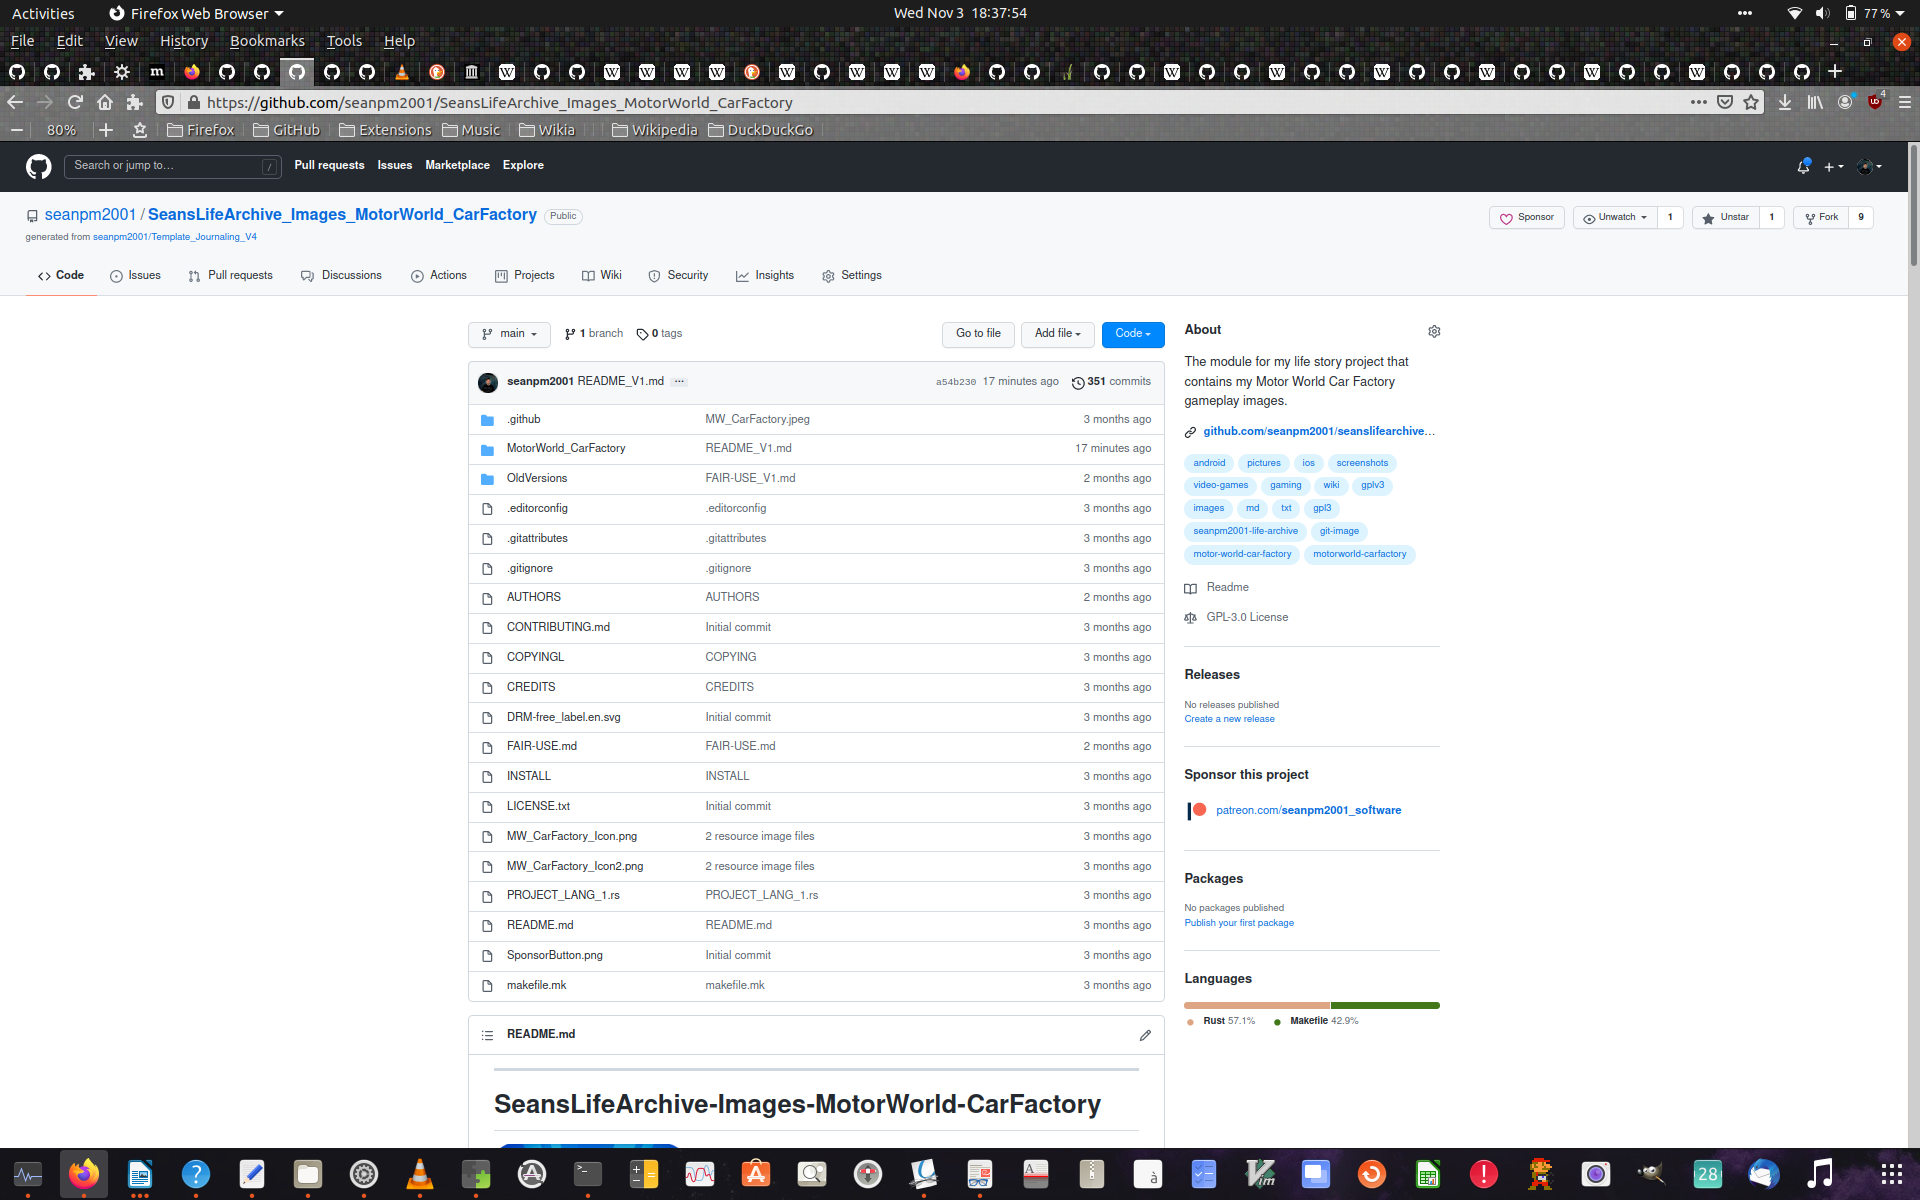 Activities Firefox Web Browser Wed Nov 3 18:37:54 77 %
File Edit View History Bookmarks Tools Help
https://github.com/seanpm2001/SeansLifeArchive_Images_MotorWorld_CarFactory 4
80% Firefox GitHub Extensions Music Wikia Wikipedia DuckDuckGo
Search or jump to… / Pull requests Issues Marketplace Explore
seanpm2001 / SeansLifeArchive_Images_MotorWorld_CarFactory Public Sponsor Unwatch 1 Unstar 1 Fork 9
generated from seanpm2001/Template_Journaling_V4
Code Issues Pull requests Discussions Actions Projects Wiki Security Insights Settings
main 1 branch 0 tags Go to file Add file Code
seanpm2001 README_V1.md ... a54b230 17 minutes ago 351 commits
.github MW_CarFactory.jpeg 3 months ago
MotorWorld_CarFactory README_V1.md 17 minutes ago
OldVersions FAIR-USE_V1.md 2 months ago
.editorconfig .editorconfig 3 months ago
.gitattributes .gitattributes 3 months ago
.gitignore .gitignore 3 months ago
AUTHORS AUTHORS 2 months ago
CONTRIBUTING.md Initial commit 3 months ago
COPYINGL COPYING 3 months ago
CREDITS CREDITS 3 months ago
DRM-free_label.en.svg Initial commit 3 months ago
FAIR-USE.md FAIR-USE.md 2 months ago
INSTALL INSTALL 3 months ago
LICENSE.txt Initial commit 3 months ago
MW_CarFactory_Icon.png 2 resource image files 3 months ago
MW_CarFactory_Icon2.png 2 resource image files 3 months ago
PROJECT_LANG_1.rs PROJECT_LANG_1.rs 3 months ago
README.md README.md 3 months ago
SponsorButton.png Initial commit 3 months ago
makefile.mk makefile.mk 3 months ago
README.md
SeansLifeArchive-Images-MotorWorld-CarFactory
About
The module for my life story project that
contains my Motor World Car Factory
gameplay images.
github.com/seanpm2001/seanslifearchive…
android pictures ios screenshots
video-games gaming wiki gplv3
images md txt gpl3
seanpm2001-life-archive git-image
motor-world-car-factory motorworld-carfactory
Readme
GPL-3.0 License
Releases
No releases published
Create a new release
Sponsor this project
patreon.com/seanpm2001_software
Packages
No packages published
Publish your first package
Languages
Rust 57.1% Makefile 42.9%
28